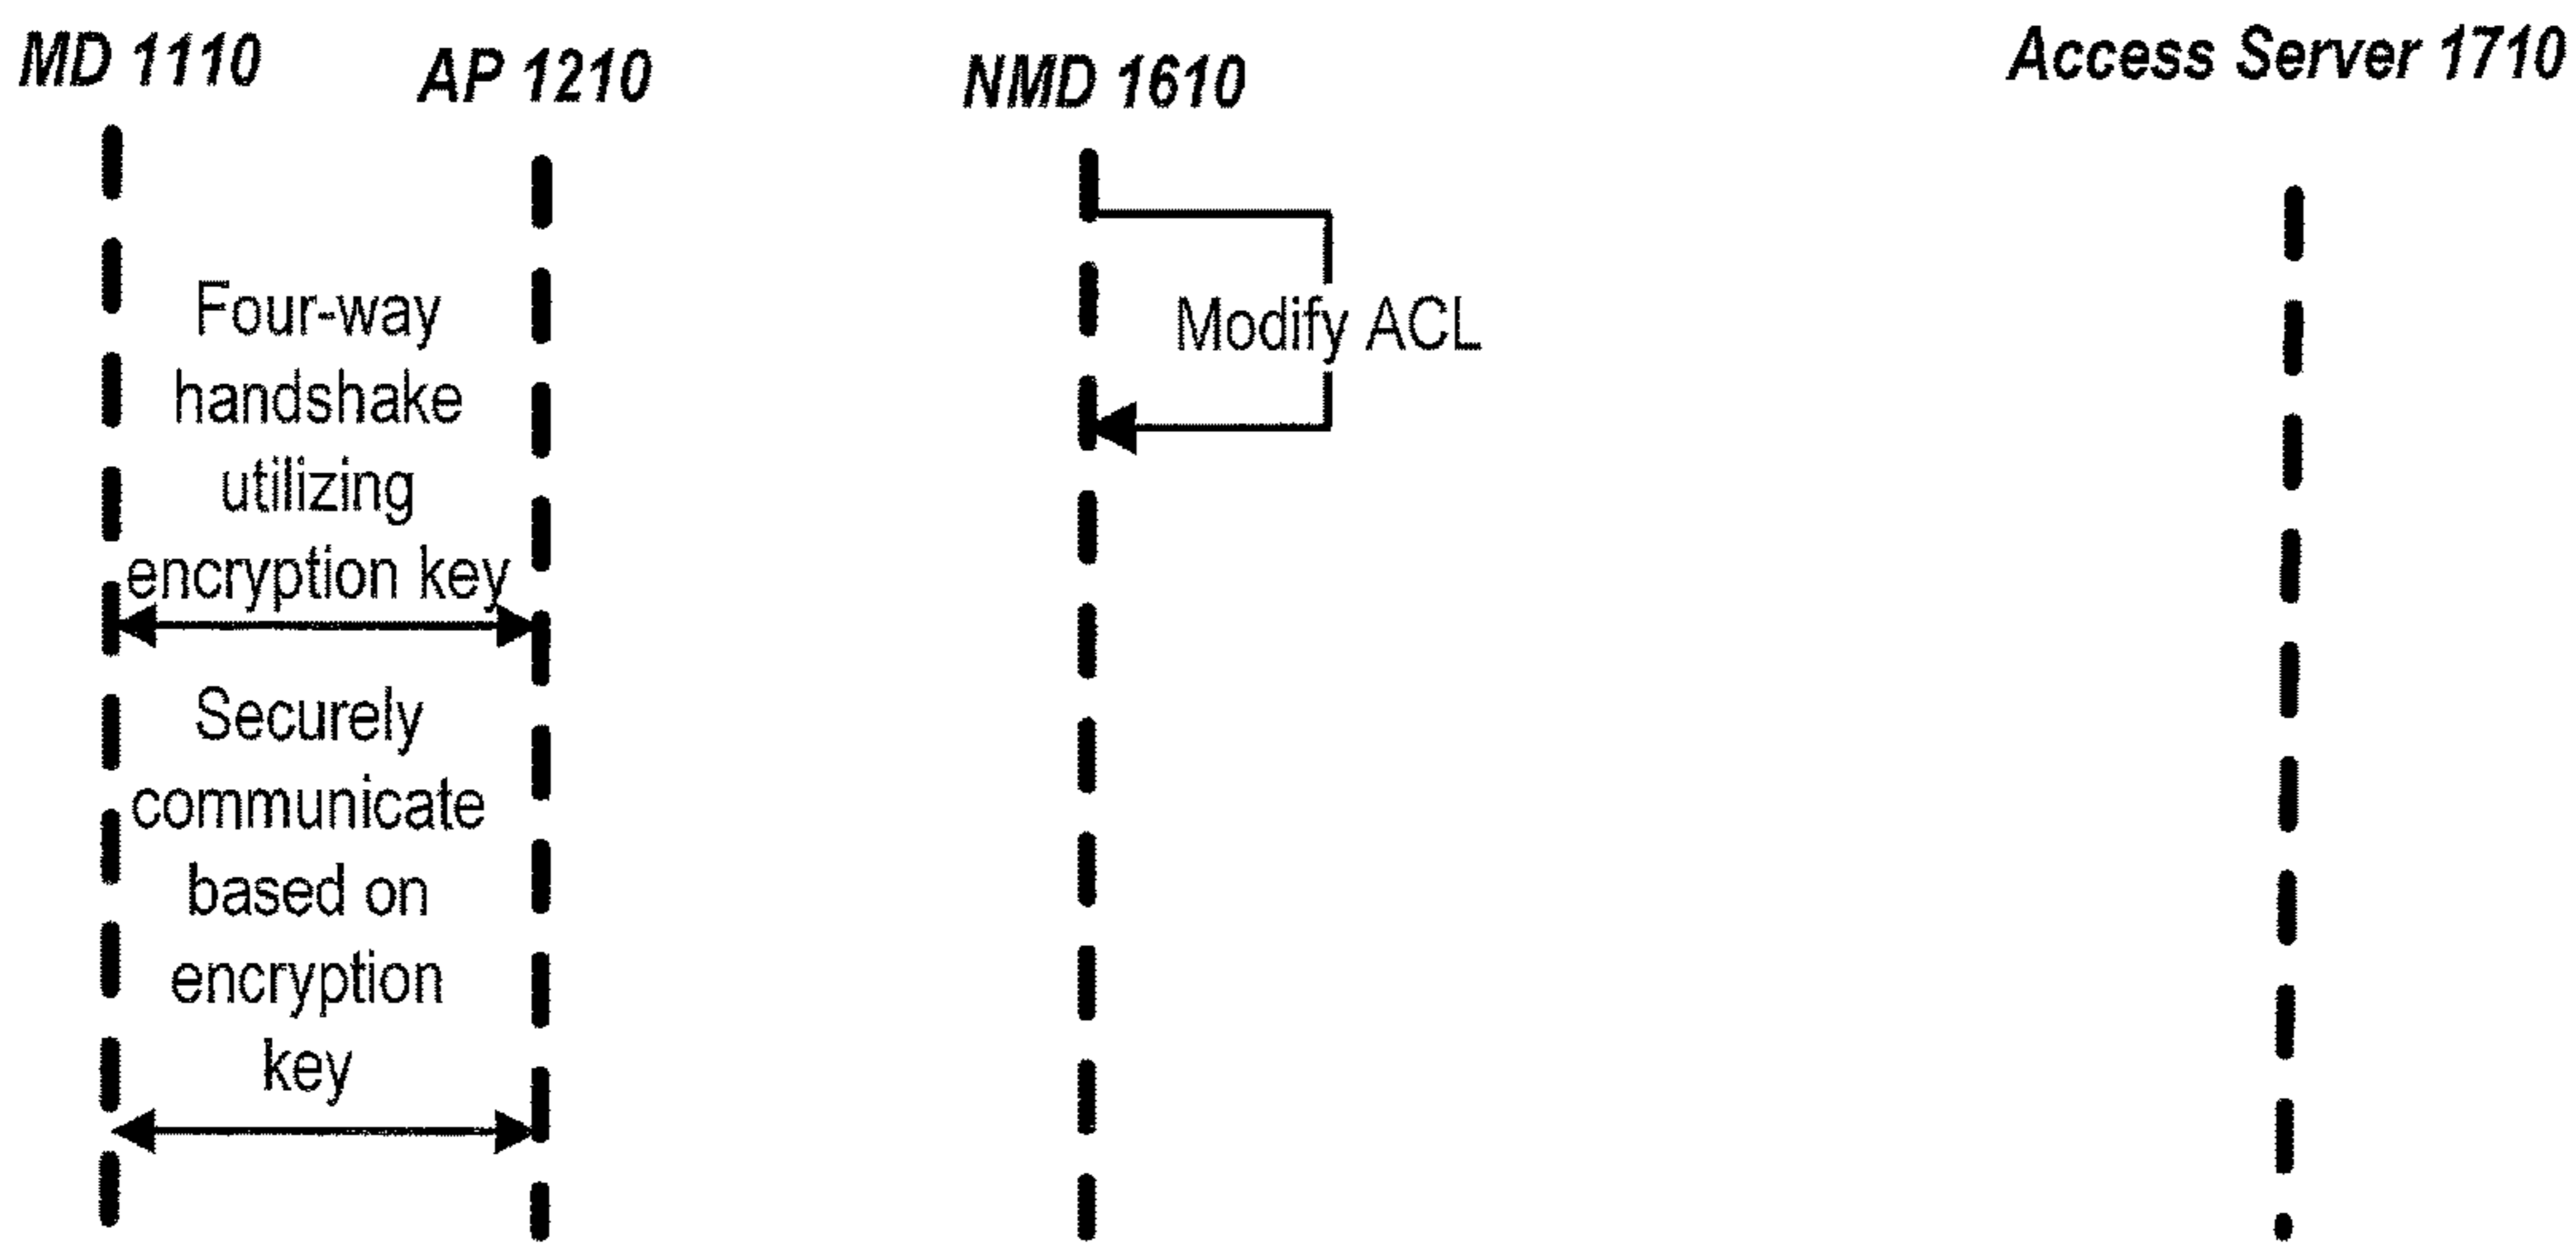 MD 1110
AP 1210
NMD 1610
Access Server 1710
Four-way
handshake
utilizing
encryption key
Modify ACL
Securely
communicate
based on
encryption
key